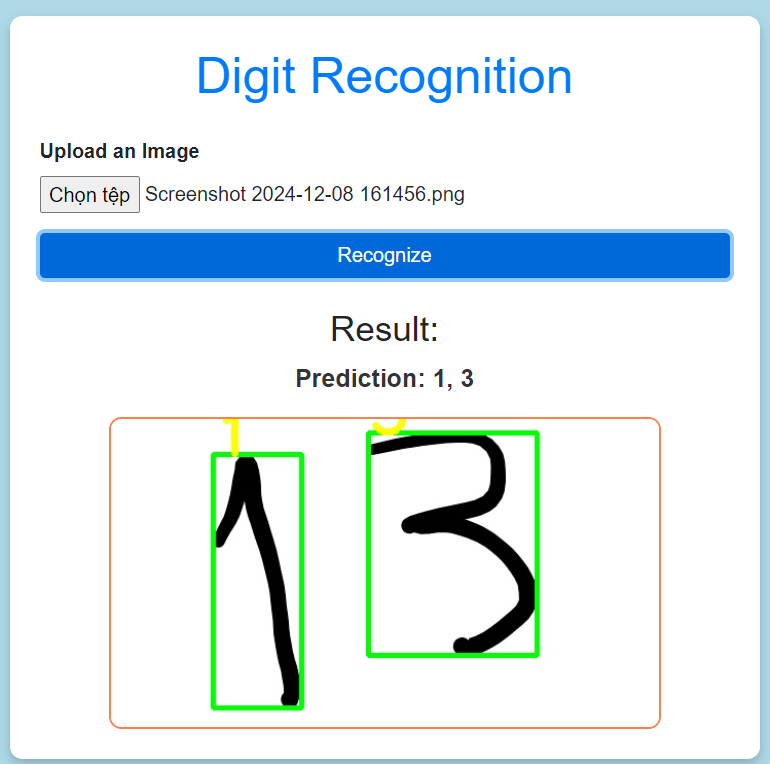 Digit Recognition
Upload an Image
Chọn tệp Screenshot 2024-12-08 161456.png
Recognize
Result:
Prediction: 1, 3
1
1 3